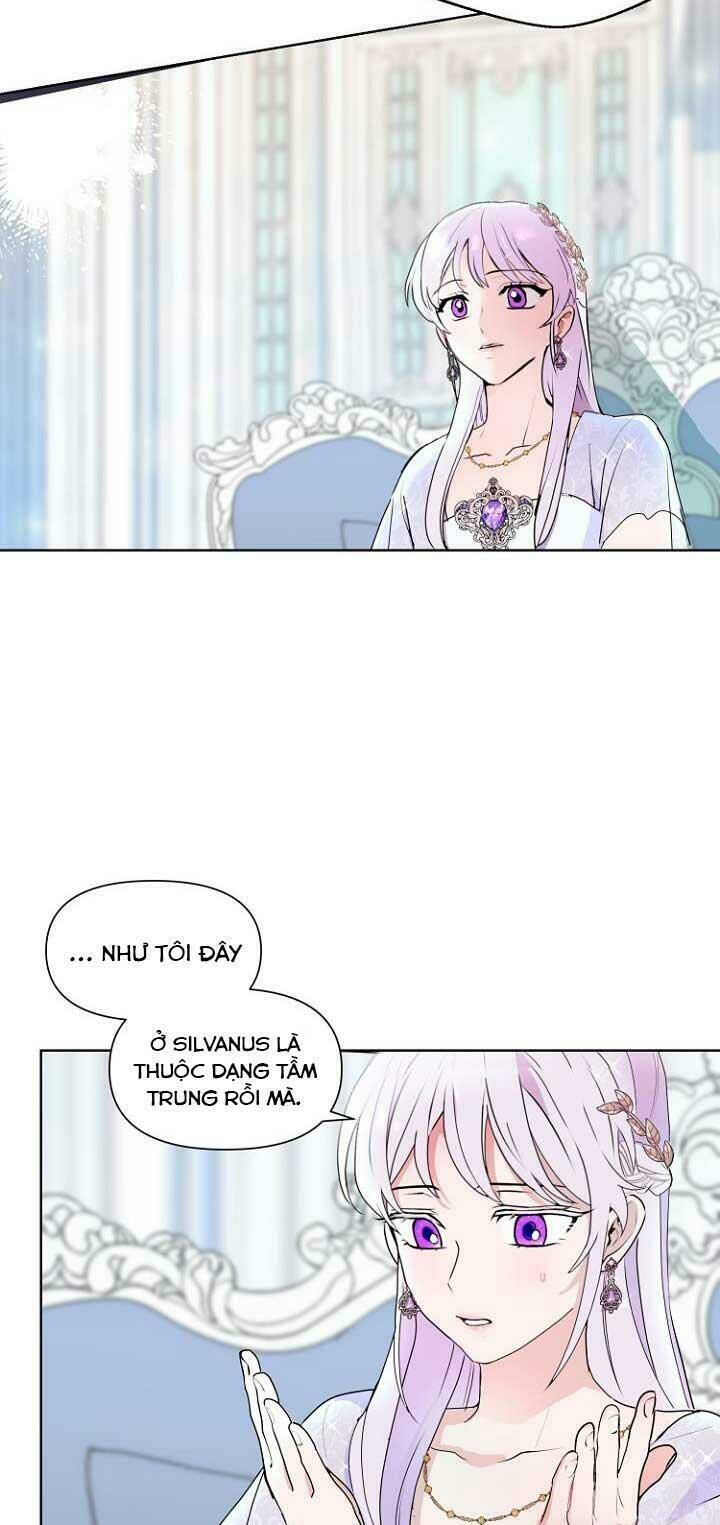 ... NHƯ TÔI ĐÂY
Ở SILVANUS LÀ
THUỘC DẠNG TẦM
TRUNG RỒI MÀ.